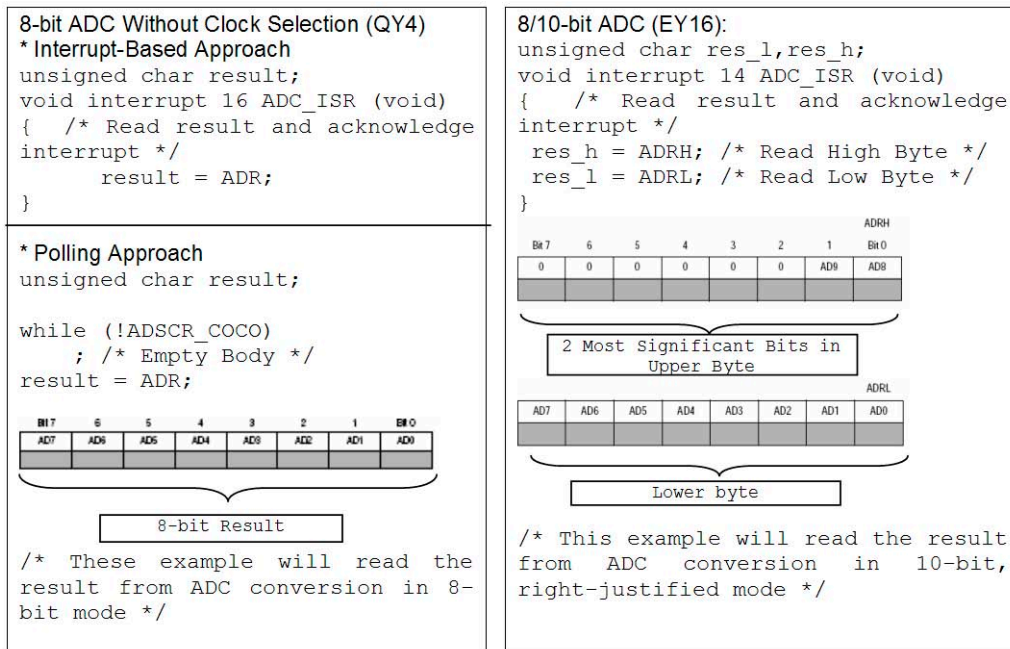 8-bit ADC Without Clock Selection (QY4)
* Interrupt-Based Approach
unsigned char result;
void interrupt 16 ADC_ISR (void)
{ /* Read result and acknowledge
interrupt */
result = ADR;
}
* Polling Approach
unsigned char result;
while (!ADSCR_COCO)
; /* Empty Body */
result = ADR;
Bit 7 6 5 4 3 2 1 Bit 0
AD7 AD6 AD5 AD4 AD3 AD2 AD1 AD0
8-bit Result
/* These example will read the
result from ADC conversion in 8-
bit mode */
8/10-bit ADC (EY16):
unsigned char res_l,res_h;
void interrupt 14 ADC_ISR (void)
{ /* Read result and acknowledge
interrupt */
res_h = ADRH; /* Read High Byte */
res_l = ADRL; /* Read Low Byte */
}
ADRH
Bit 7 6 5 4 3 2 1 Bit 0
0 0 0 0 0 0 AD9 AD8
2 Most Significant Bits in
Upper Byte
ADRL
AD7 AD6 AD5 AD4 AD3 AD2 AD1 AD0
Lower byte
/* This example will read the result
from ADC conversion in 10-bit,
right-justified mode */